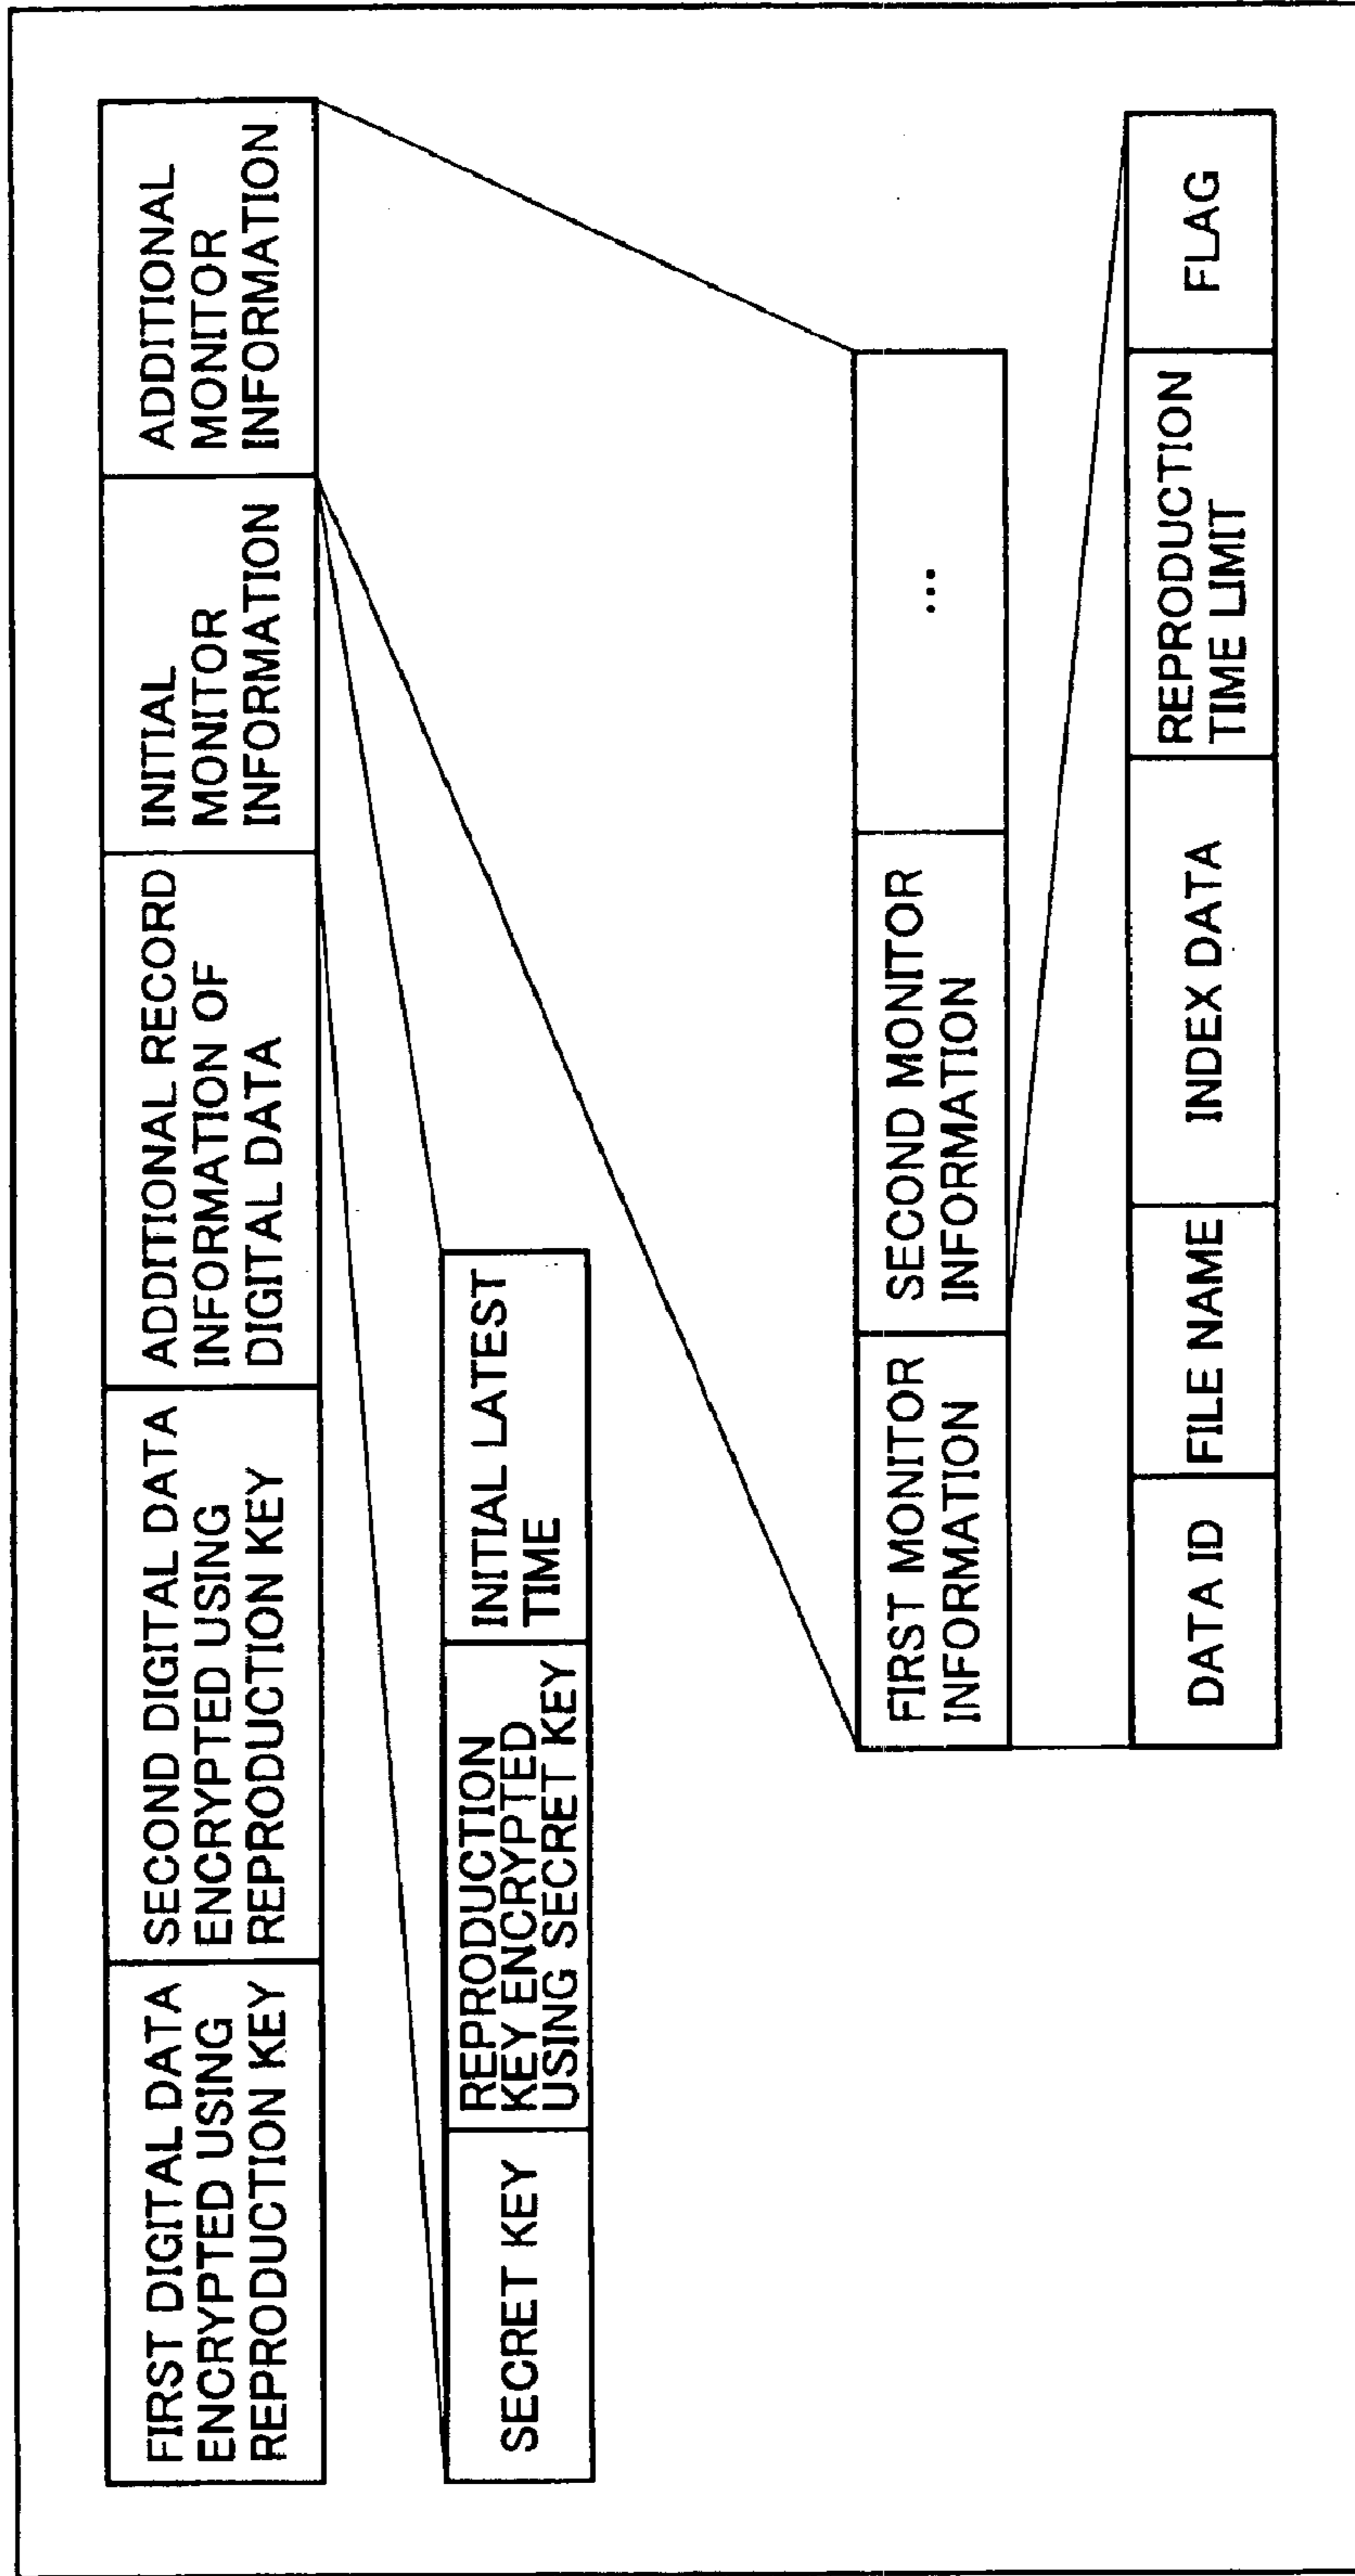 FIRST DIGITAL DATA
ENCRYPTED USING
REPRODUCTION KEY
SECOND DIGITAL DATA
ENCRYPTED USING
REPRODUCTION KEY
ADDITIONAL RECORD
INFORMATION OF
DIGITAL DATA
INITIAL
MONITOR
INFORMATION
ADDITIONAL
MONITOR
INFORMATION
SECRET KEY
REPRODUCTION
KEY ENCRYPTED
USING SECRET KEY
INITIAL LATEST
TIME
FIRST MONITOR
INFORMATION
SECOND MONITOR
INFORMATION
...
DATA ID
FILE NAME
INDEX DATA
REPRODUCTION
TIME LIMIT
FLAG